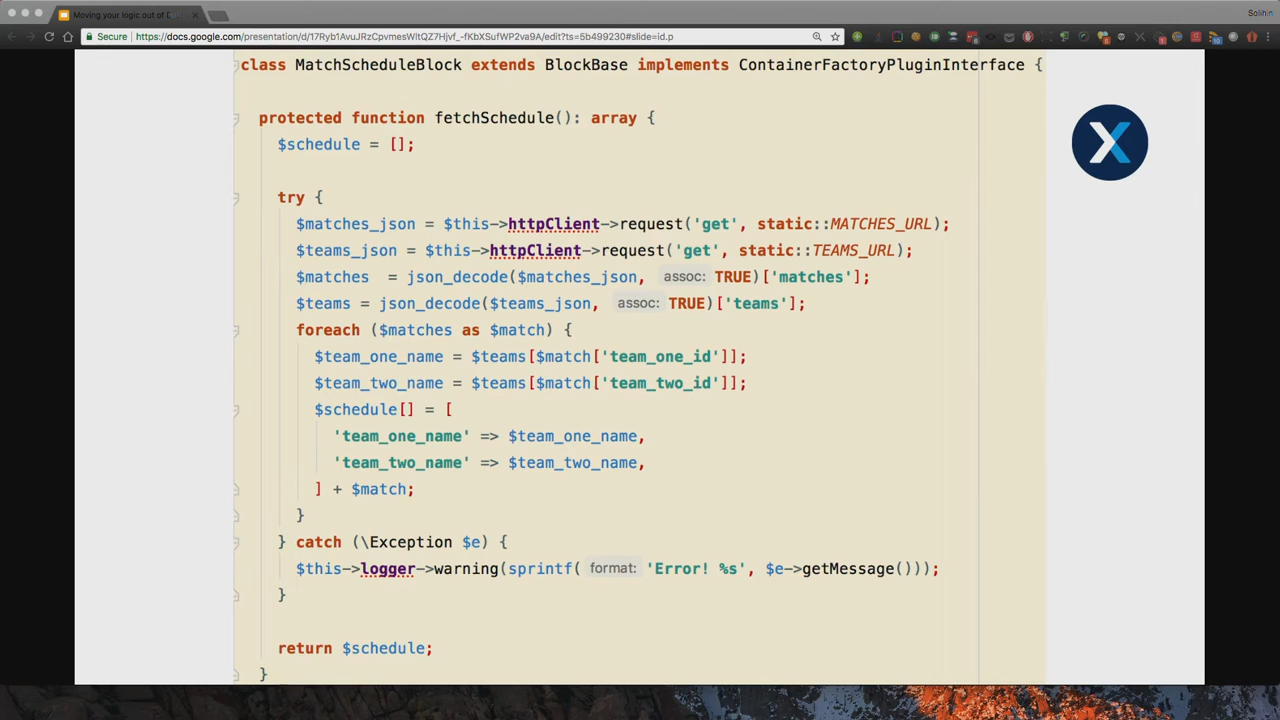 Moving your logic out of
Solihin
Secure https://docs.google.com/presentation/d/17Ryb1AvuJRzCpvmesWltQZ7Hjvf_-fKbXSufWP2va9A/edit?ts=5b499230#slide=id.p
class MatchScheduleBlock extends BlockBase implements ContainerFactoryPluginInterface {
protected function fetchSchedule(): array {
$schedule = [];
try {
$matches_json = $this->httpClient->request('get', static::MATCHES_URL);
$teams_json = $this->httpClient->request('get', static::TEAMS_URL);
$matches = json_decode($matches_json, assoc: TRUE)['matches'];
$teams = json_decode($teams_json, assoc: TRUE)['teams'];
foreach ($matches as $match) {
$team_one_name = $teams[$match['team_one_id']];
$team_two_name = $teams[$match['team_two_id']];
$schedule[] = [
'team_one_name' => $team_one_name,
'team_two_name' => $team_two_name,
] + $match;
}
} catch (\Exception $e) {
$this->logger->warning(sprintf( format: 'Error! %s', $e->getMessage()));
}
return $schedule;
}